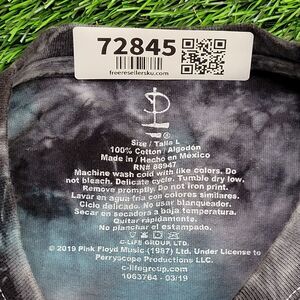 72845
freeresellersku.com
®
Size / Talla L
100% Cotton / Algodón
Made in / Hecho en México
RN# 88947
Machine wash cold with like colors. Do
not bleach. Delicate cycle. Tumble dry low.
Remove promptly. Do not iron print.
Lavar en agua fria con colores similares.
Ciclo delicado. No usar blanqueador.
Secar en secadora a baja temperatura.
Quitar rápidamente.
No planchar el estampado.
C-LIFE GROUP, LTD.
© 2019 Pink Floyd Music (1987) Ltd. Under License to
Perryscope Productions LLC.
c-lifegroup.com
1063764 - 03/19